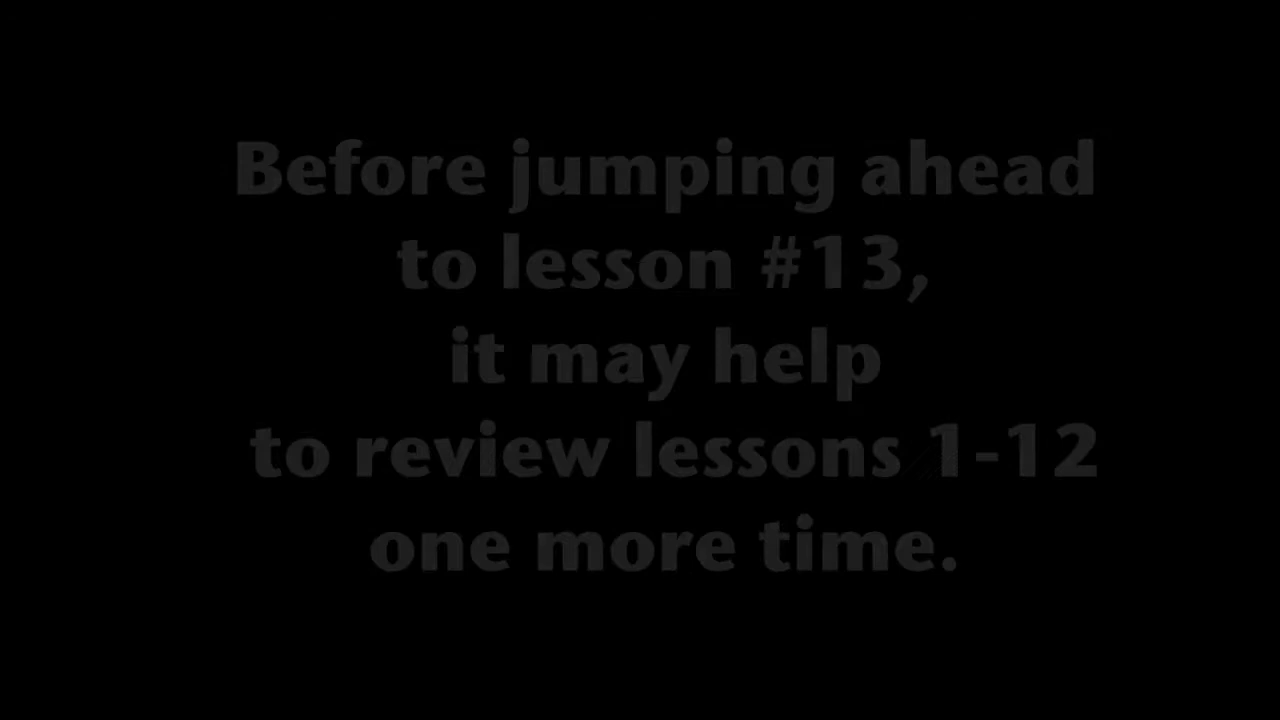 Before jumping ahead
to lesson #13,
it may help
to review lessons 1-12
one more time.